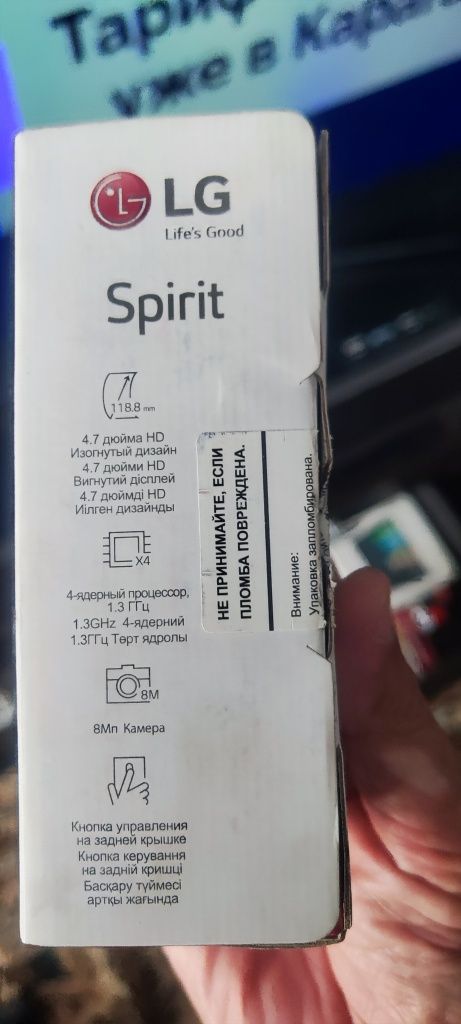 Тариф
уже в Кара
LG
Life's Good
Spirit
118.8 mm
4.7 дюйма HD
Изогнутый дизайн
4.7 дюйми HD
Вигнутий дісплей
4.7 дюймді HD
Иілген дизайнды
X4
4-ядерный процессор,
1.3 ГГц
1.3GHz 4-ядерний
1.3ГГц Төрт ядролы
8M
8Мп Камера
Кнопка управления
на задней крышке
Кнопка керування
на задній кришці
Басқару түймесі
артқы жағында
НЕ ПРИНИМАЙТЕ, ЕСЛИ
ПЛОМБА ПОВРЕЖДЕНА.
Внимание:
Упаковка запломбирована.